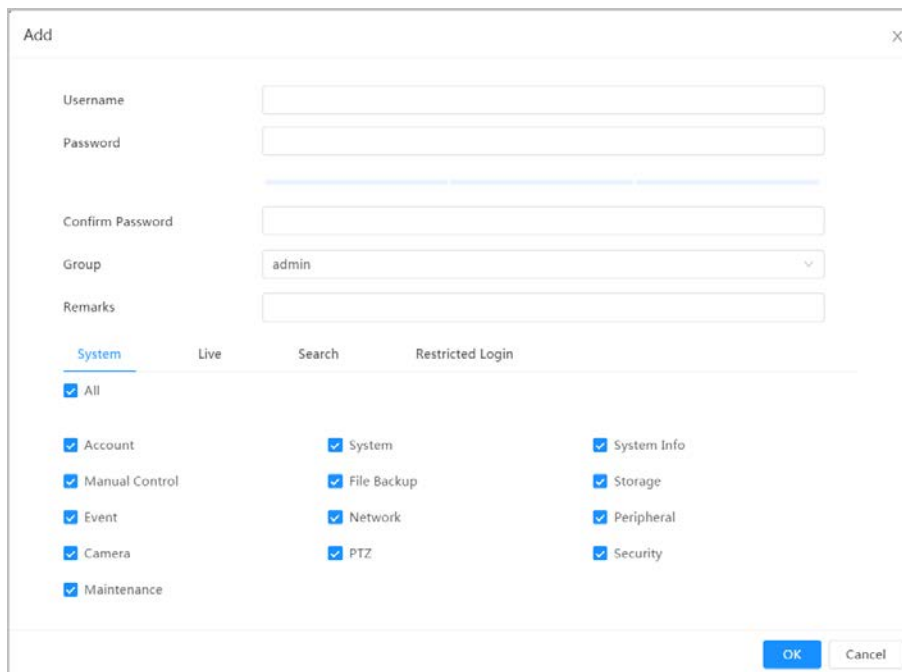 Add
Username
Password
Confirm Password
Group admin
Remarks
System Live Search Restricted Login
All
Account System System Info
Manual Control File Backup Storage
Event Network Peripheral
Camera PTZ Security
Maintenance
OK Cancel